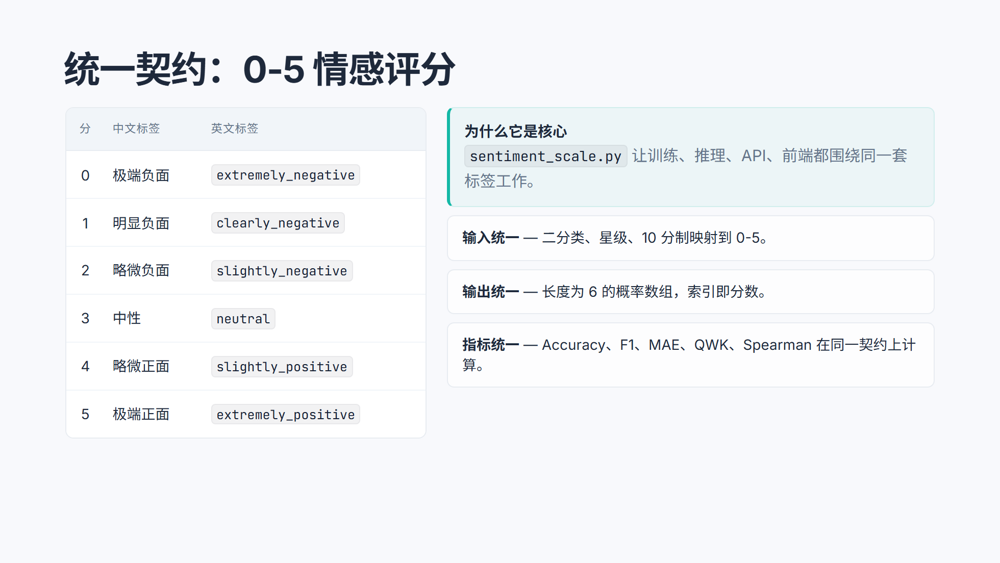 统一契约：0-5 情感评分
分 中文标签 英文标签
0 极端负面 extremely_negative
1 明显负面 clearly_negative
2 略微负面 slightly_negative
3 中性 neutral
4 略微正面 slightly_positive
5 极端正面 extremely_positive
为什么它是核心
sentiment_scale.py 让训练、推理、API、前端都围绕同一套
标签工作。
输入统一 — 二分类、星级、10 分制映射到 0-5。
输出统一 — 长度为 6 的概率数组，索引即分数。
指标统一 — Accuracy、F1、MAE、QWK、Spearman 在同一契约上计
算。